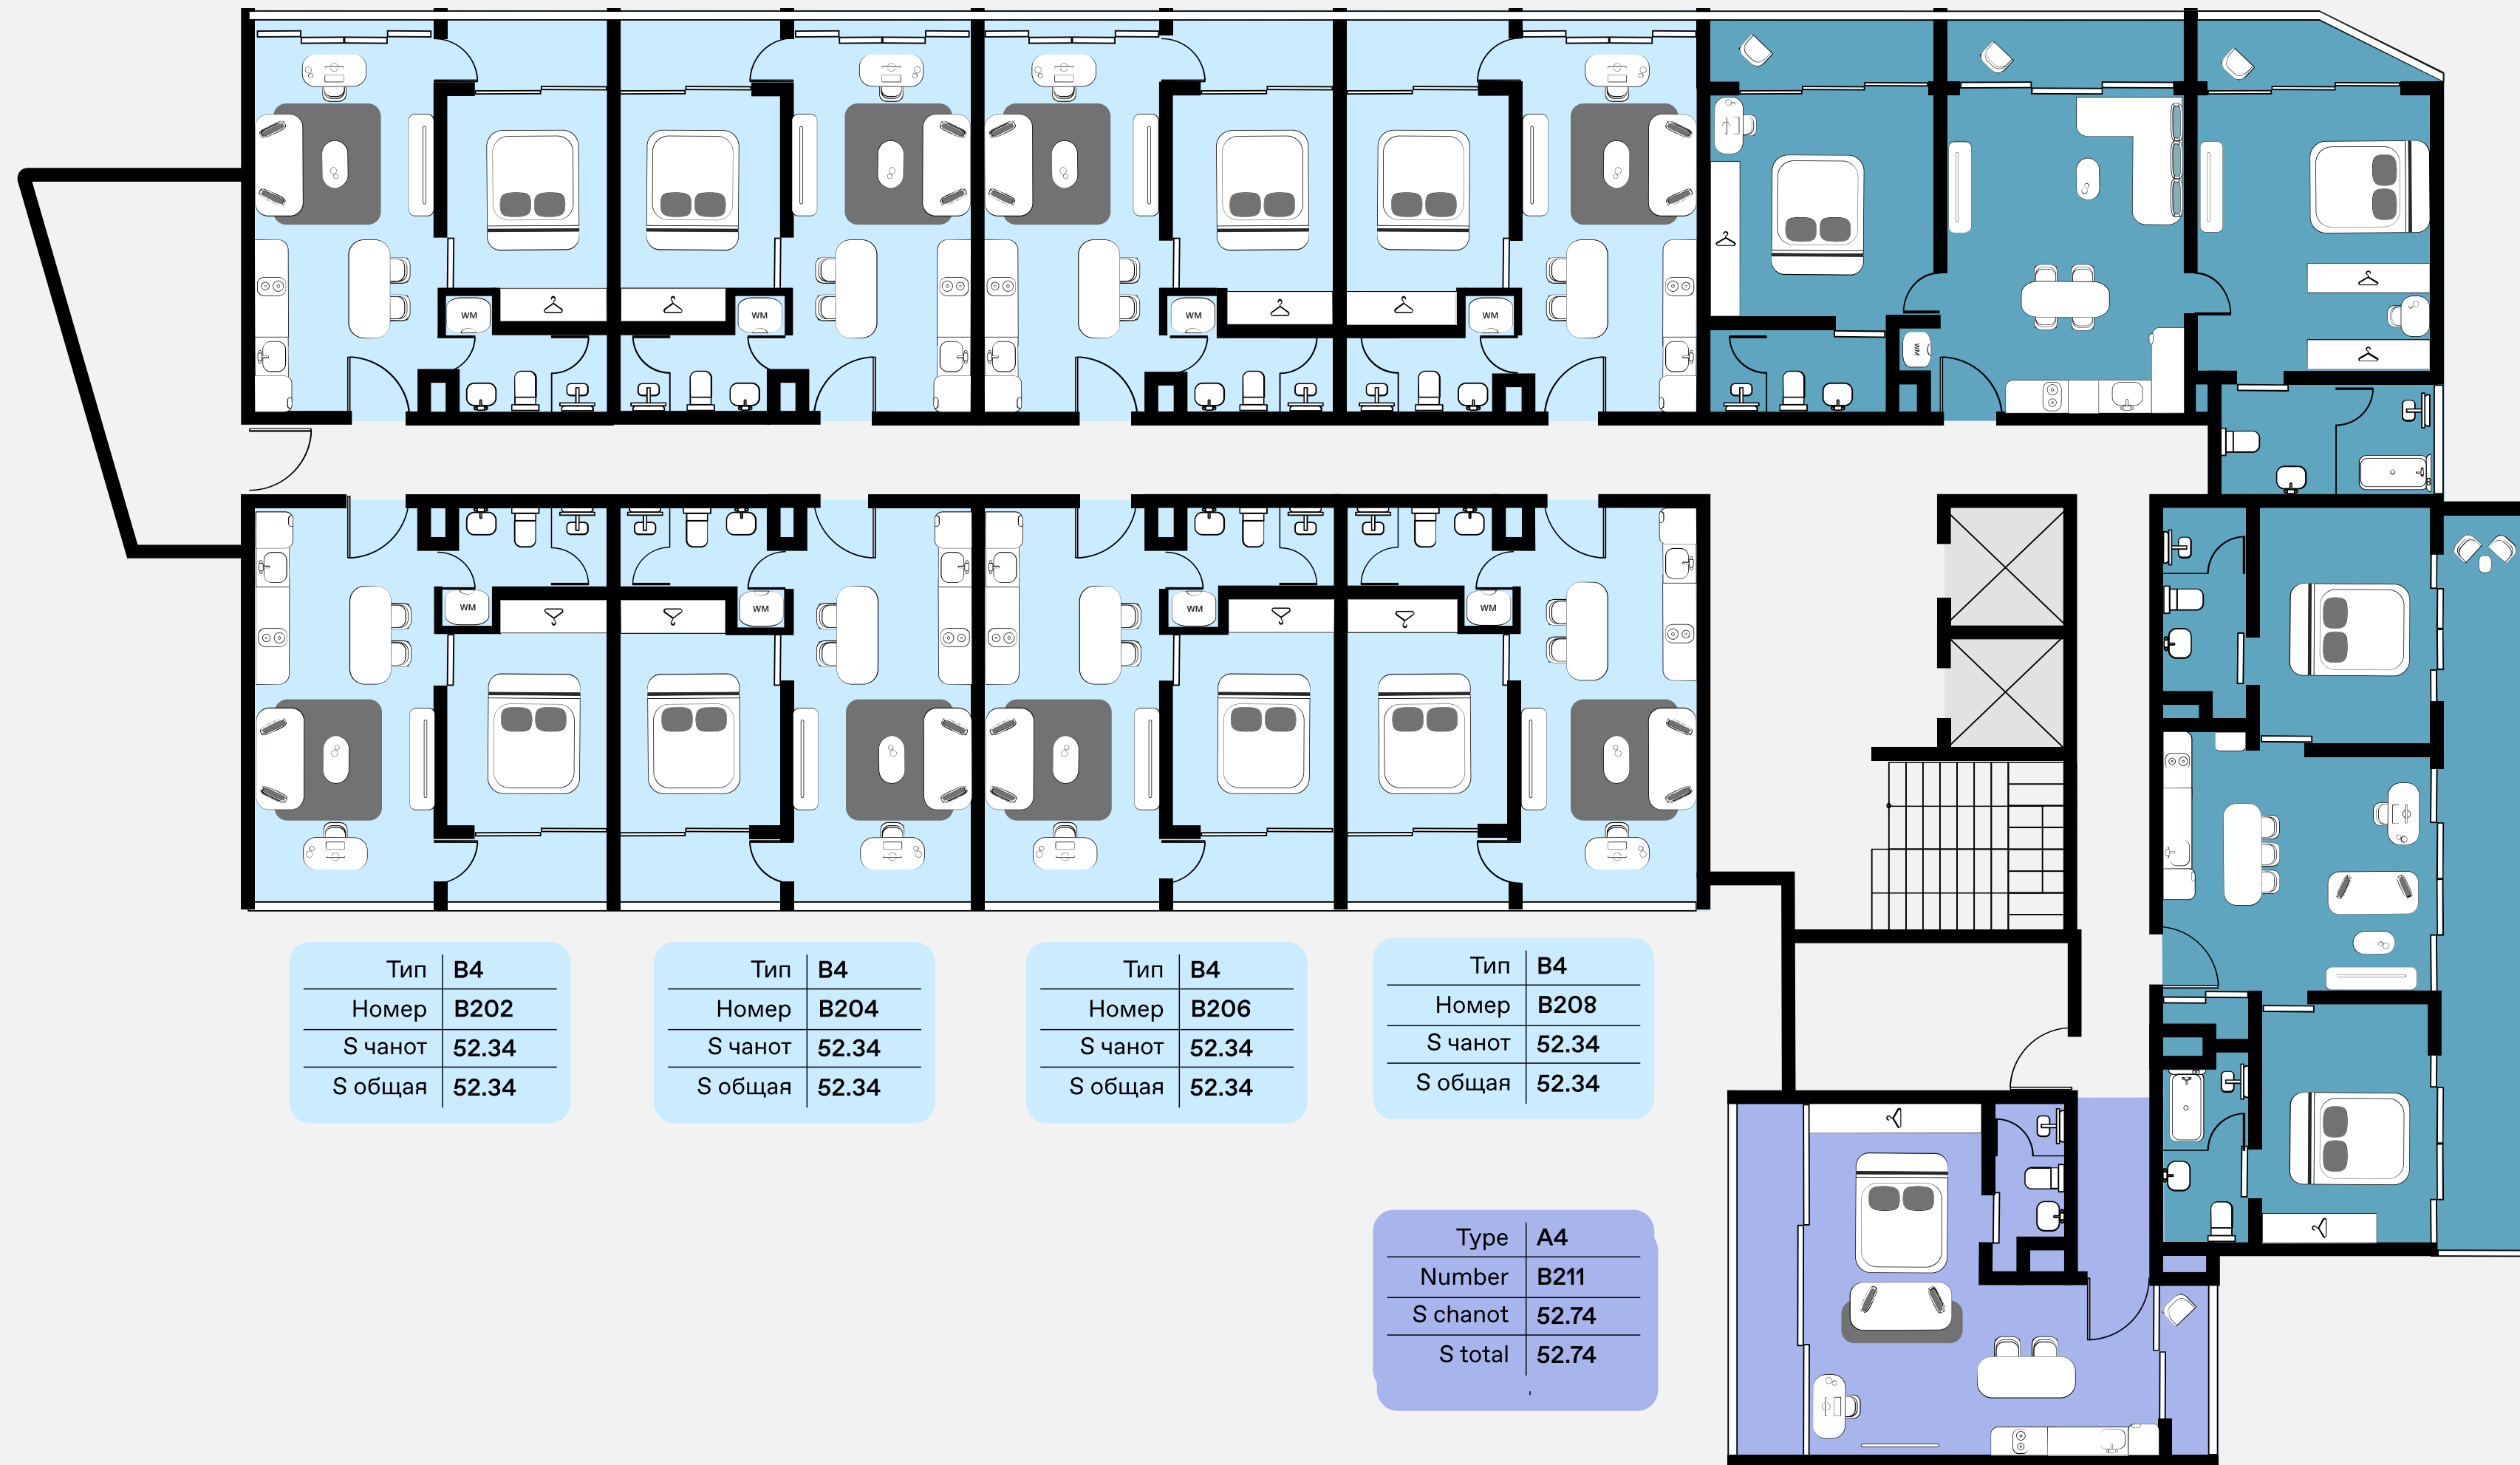 WM
WM
WM
WM
WM
WM
WM
WM
WM
Тип B4
Номер B202
S чанот 52.34
S общая 52.34
Тип B4
Номер B204
S чанот 52.34
S общая 52.34
Тип B4
Номер B206
S чанот 52.34
S общая 52.34
Тип B4
Номер B208
S чанот 52.34
S общая 52.34
Type A4
Number B211
S chanot 52.74
S total 52.74